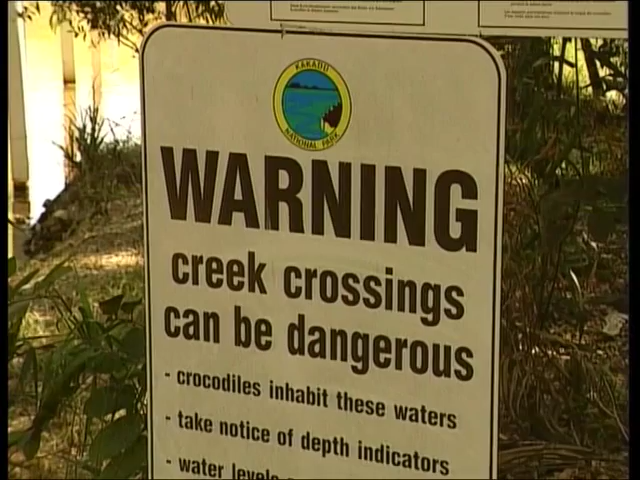 KAKADU
NATIONAL PARK
WARNING
creek crossings
can be dangerous
- crocodiles inhabit these waters
- take notice of depth indicators
- water levels